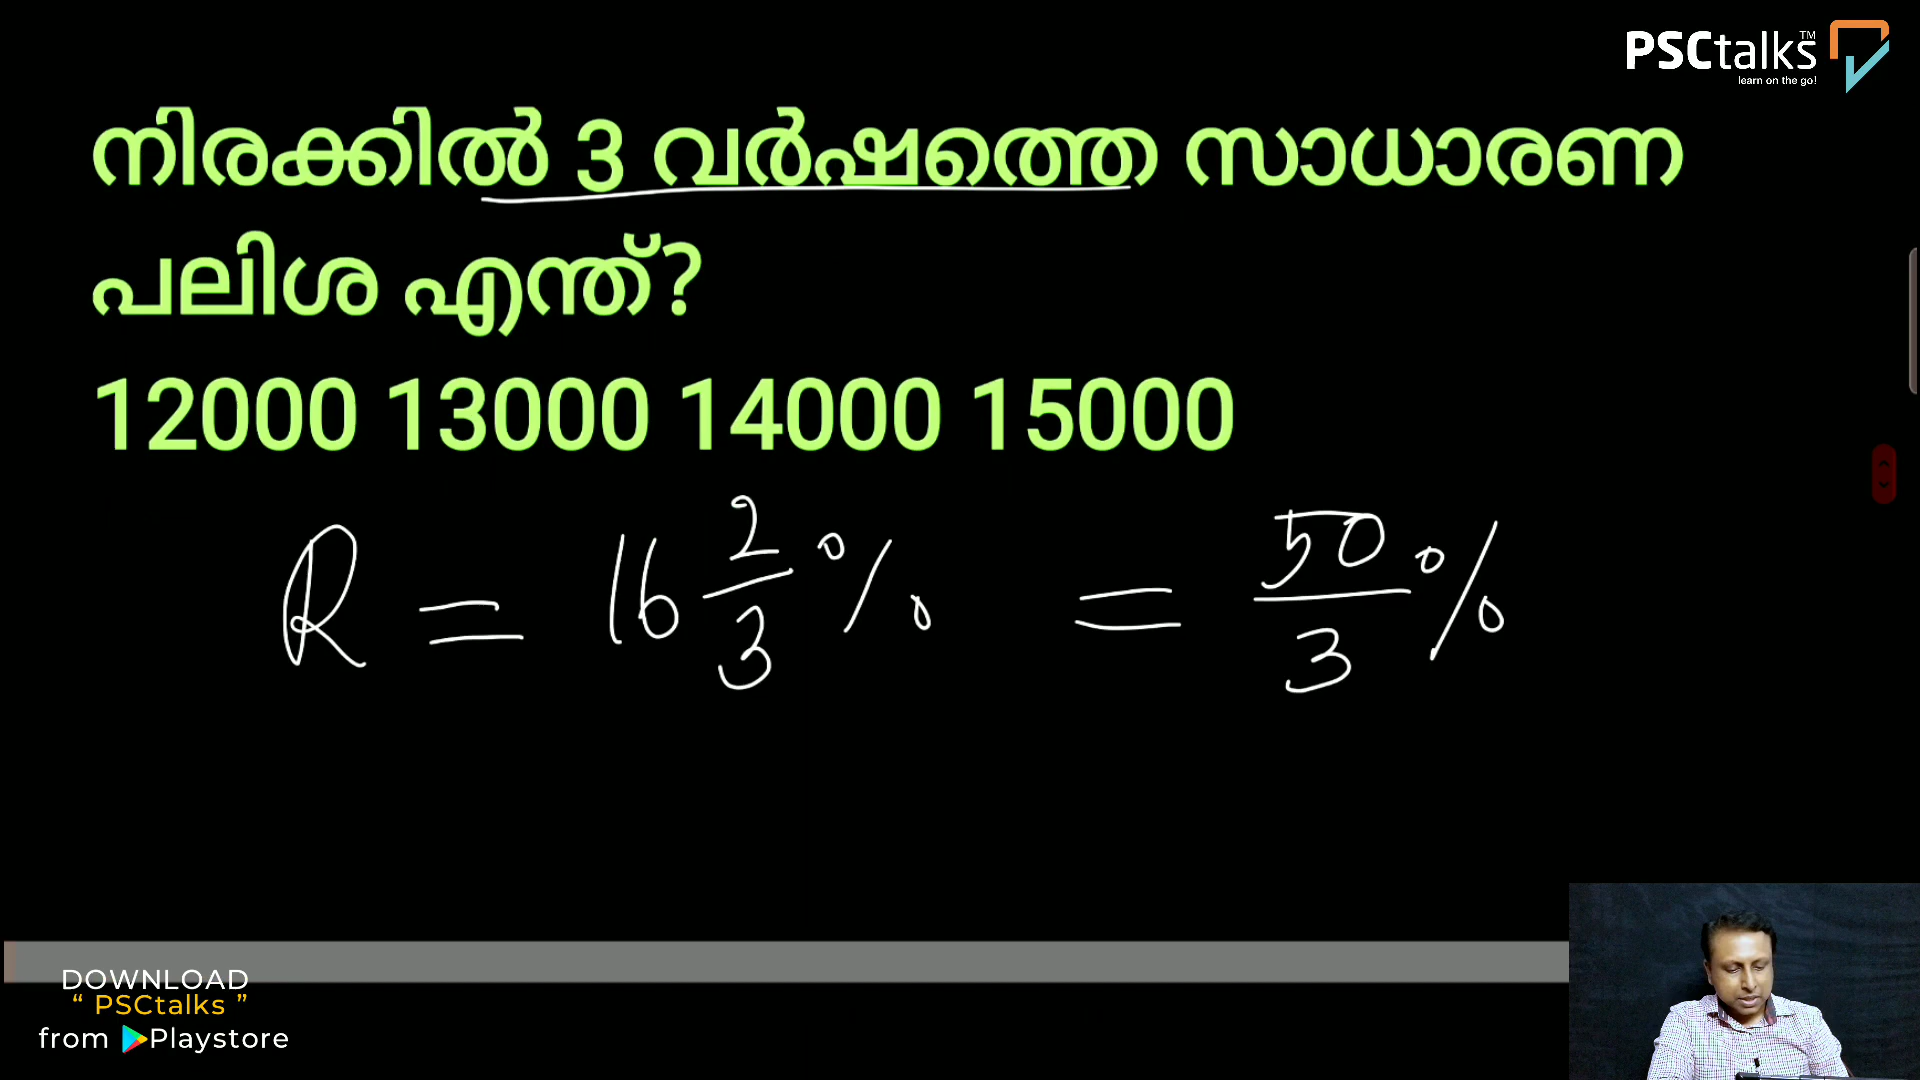 PSCtalks™
learn on the go!
നിരക്കിൽ 3 വർഷത്തെ സാധാരണ
പലിശ എന്ത്?
12000 13000 14000 15000
R = 16 2/3 % = 50/3 %
DOWNLOAD
“ PSCtalks ”
from Playstore